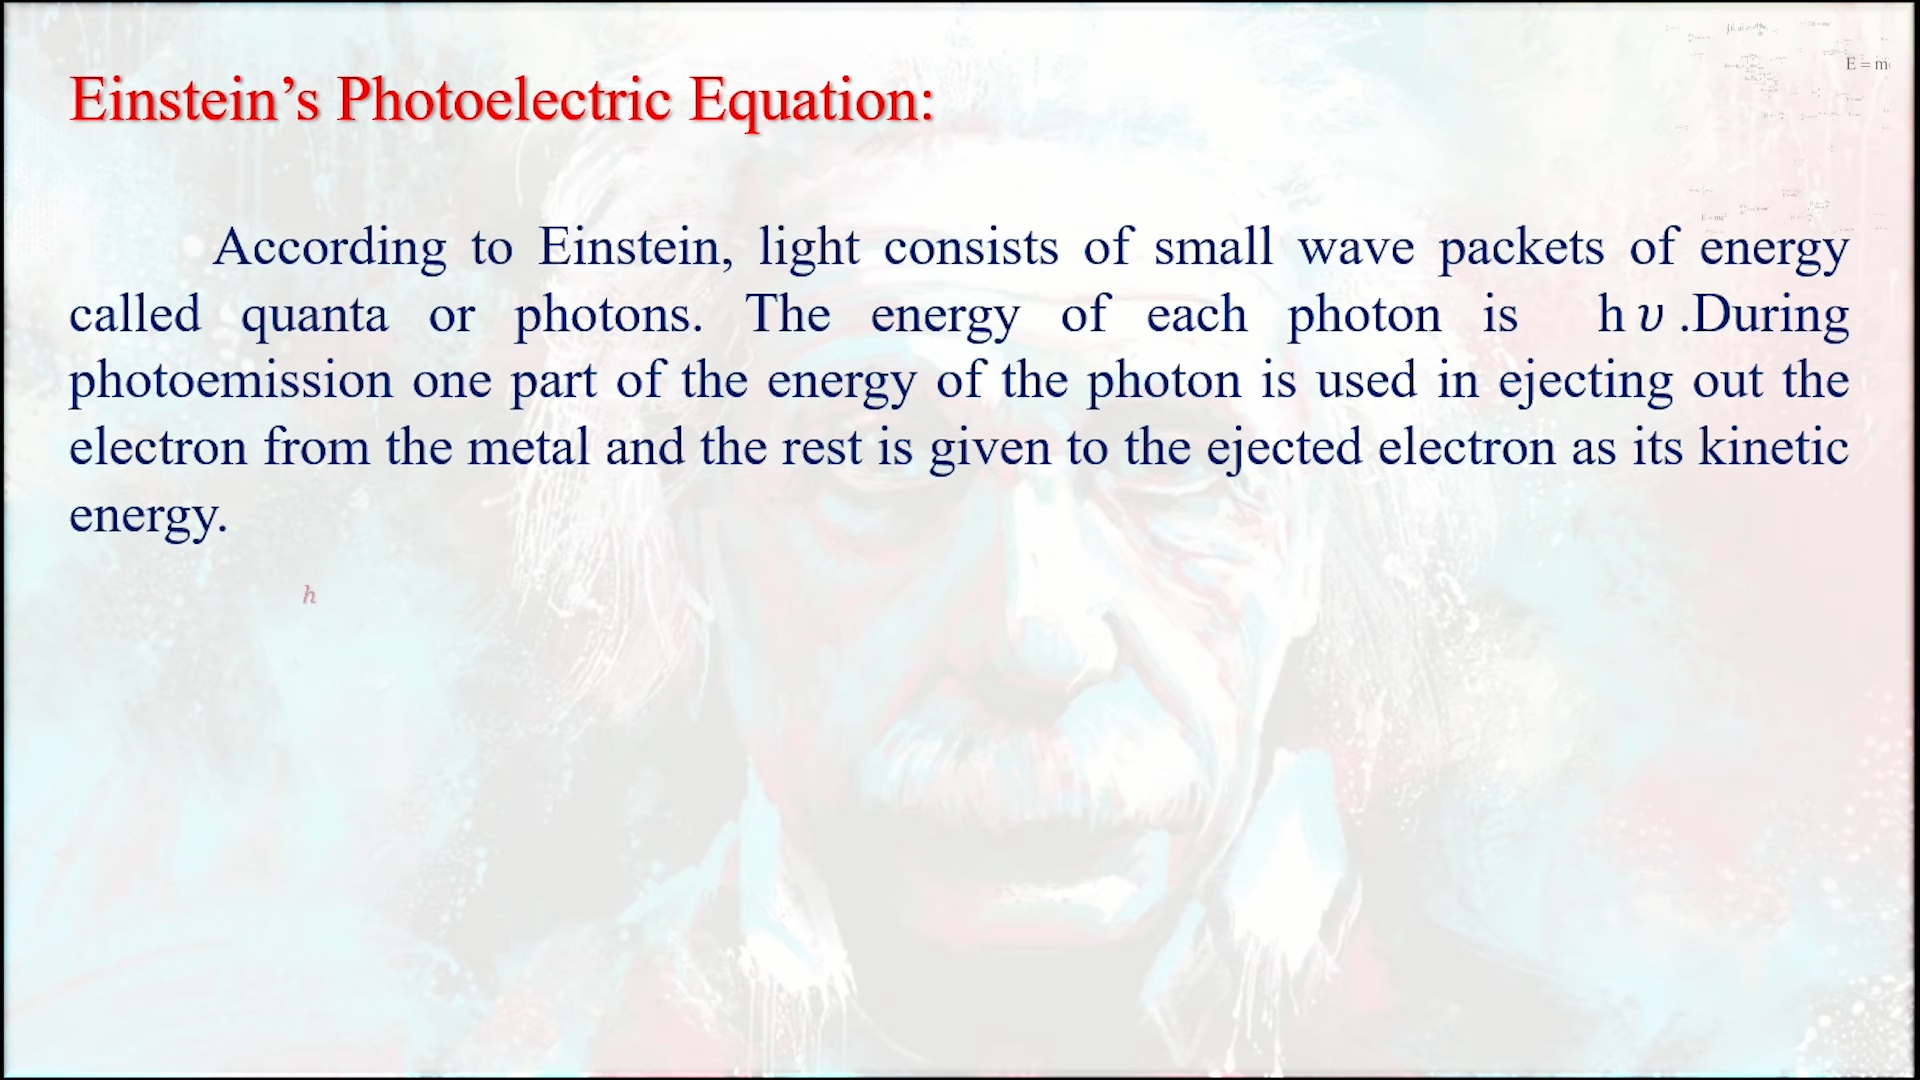 E = m
Einstein’s Photoelectric Equation:
According to Einstein, light consists of small wave packets of energy
called quanta or photons. The energy of each photon is h υ .During
photoemission one part of the energy of the photon is used in ejecting out the
electron from the metal and the rest is given to the ejected electron as its kinetic
energy.
h